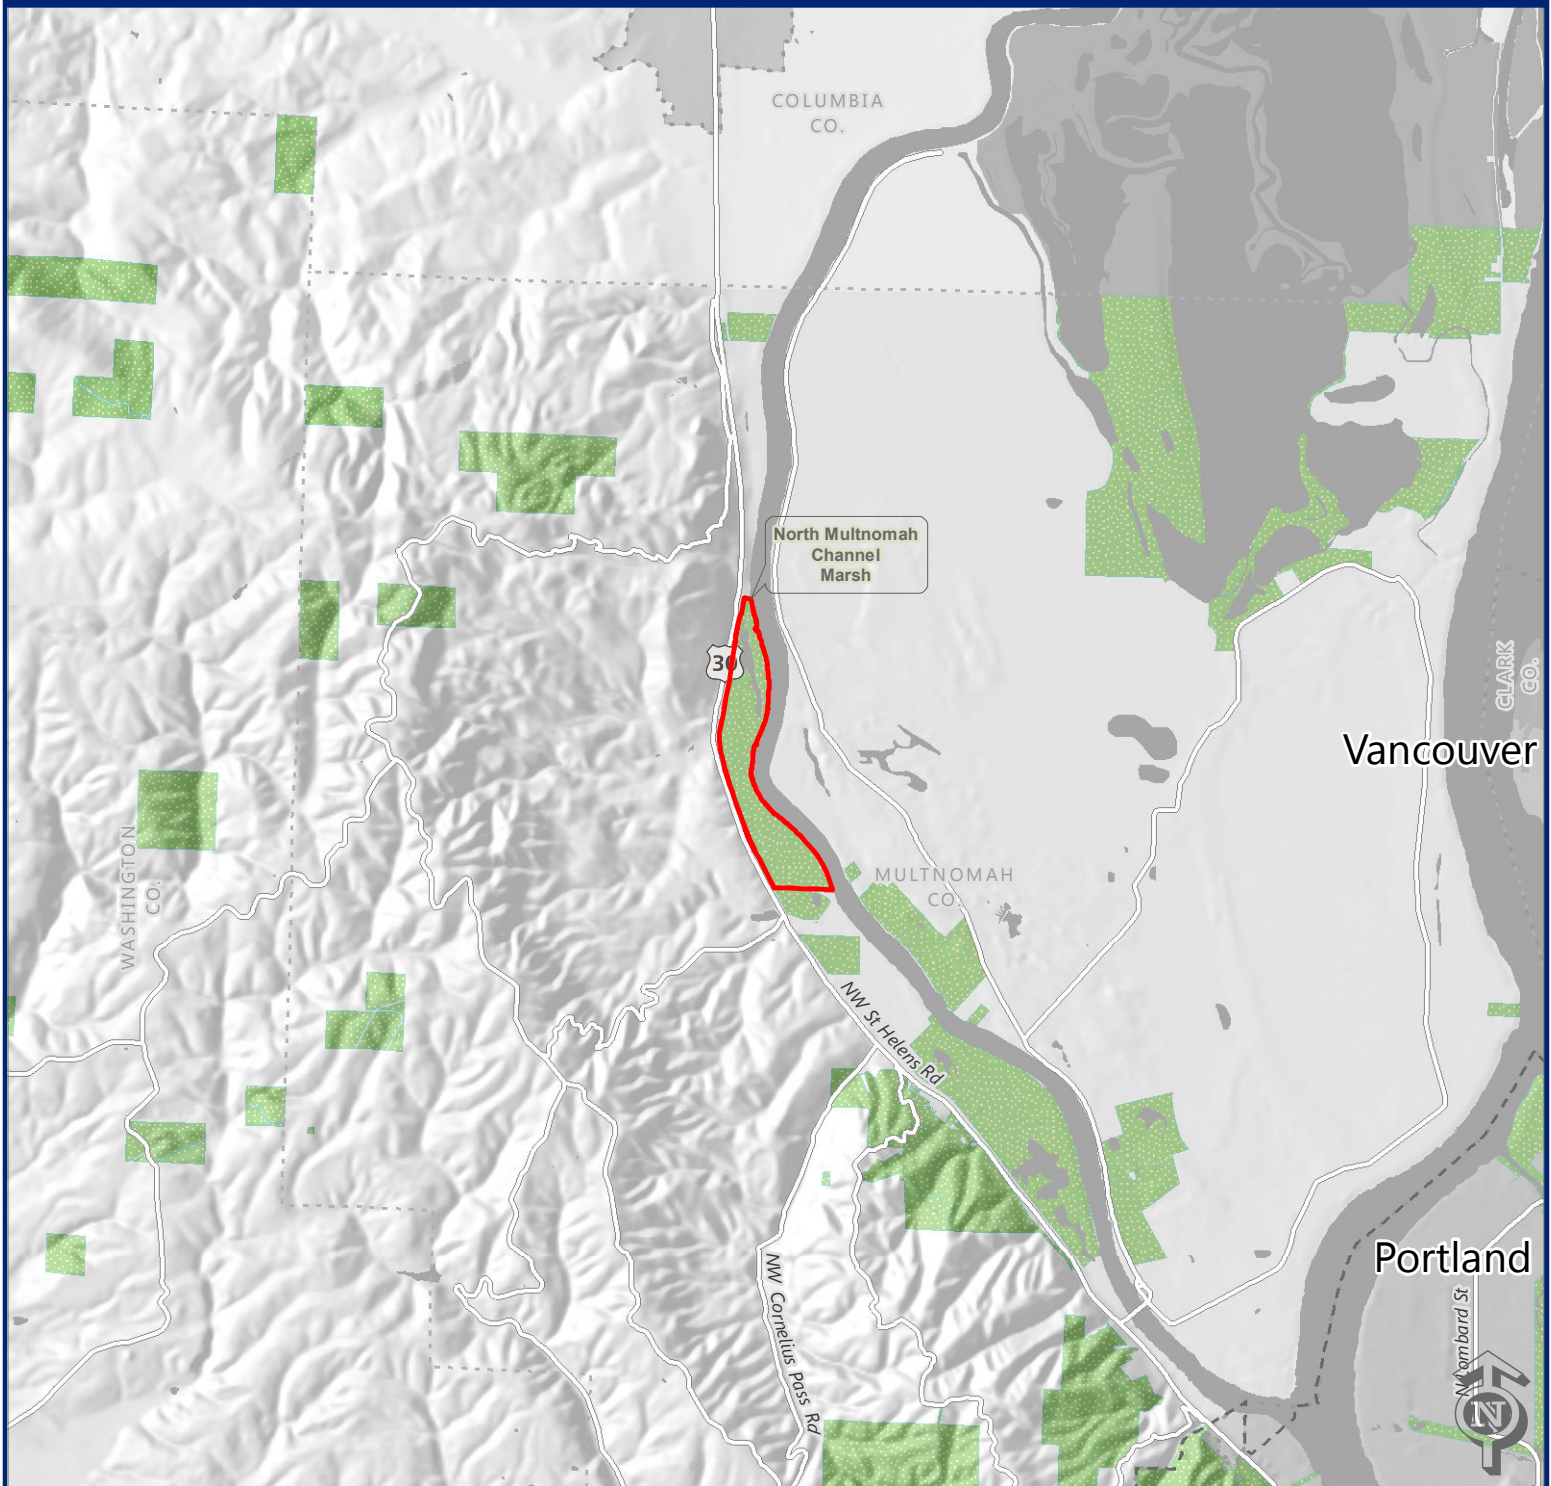 COLUMBIA
CO.
North Multnomah
Channel
Marsh
30
CLARK
CO.
Vancouver
WASHINGTON
CO.
MULTNOMAH
CO.
NW St Helens Rd
Portland
NW Cornelius Pass Rd
N Lombard St
N